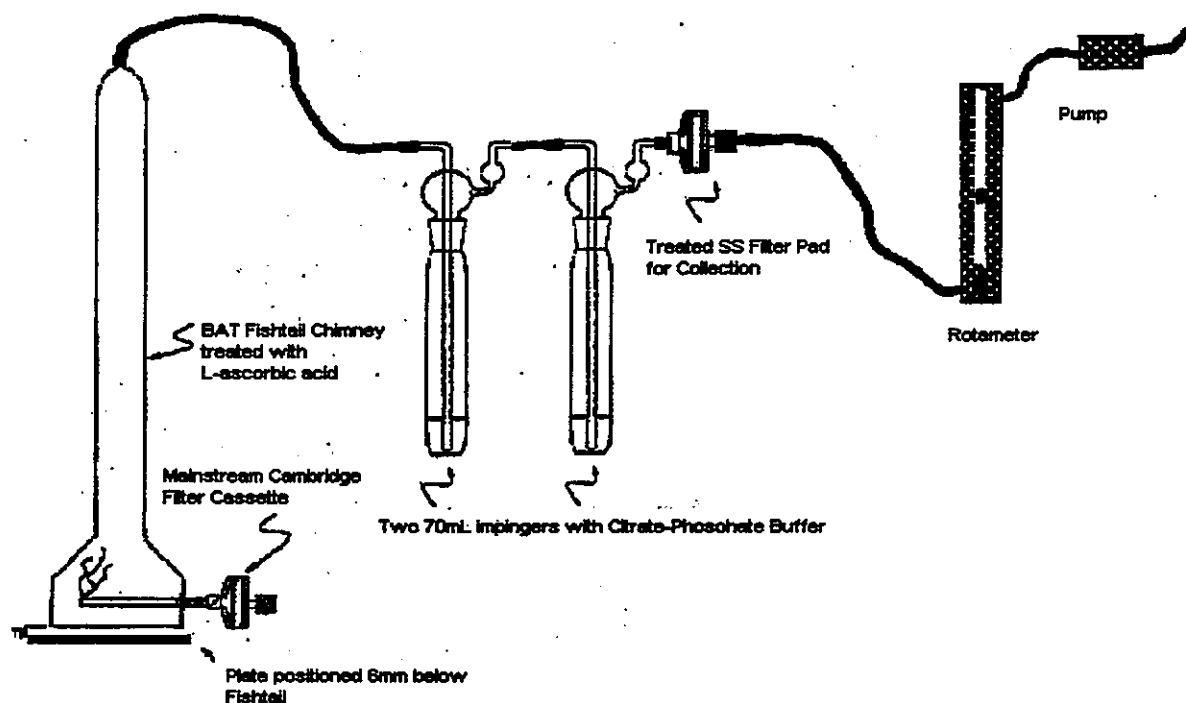 Pump
Treated SS Filter Pad
for Collection
Rotameter
BAT Fishtail Chimney
treated with
L-ascorbic acid
Mainstream Cambridge
Filter Cassette
Two 70mL impingers with Citrate-Phosohate Buffer
Plate positioned 6mm below
Fishtail